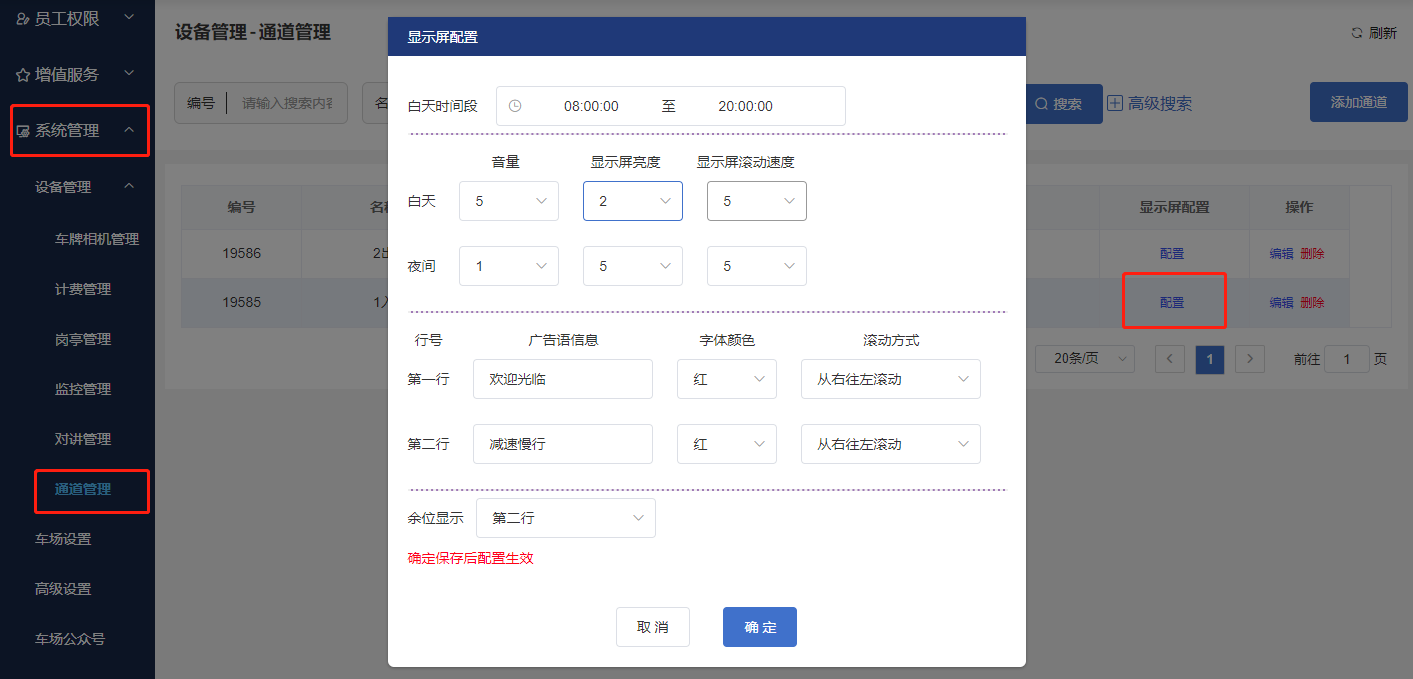 员工权限
增值服务
系统管理
设备管理
车牌相机管理
计费管理
岗亭管理
监控管理
对讲管理
通道管理
车场设置
高级设置
车场公众号
设备管理-通道管理
刷新
编号 请输入搜索内容
名
搜索 高级搜索
添加通道
编号 名称 显示屏配置 操作
19586 2出 配置 编辑 删除
19585 1入 配置 编辑 删除
20条/页 1 前往 1 页
显示屏配置
白天时间段 08:00:00 至 20:00:00
音量 显示屏亮度 显示屏滚动速度
白天 5 2 5
夜间 1 5 5
行号 广告语信息 字体颜色 滚动方式
第一行 欢迎光临 红 从右往左滚动
第二行 减速慢行 红 从右往左滚动
余位显示 第二行
确定保存后配置生效
取消 确定